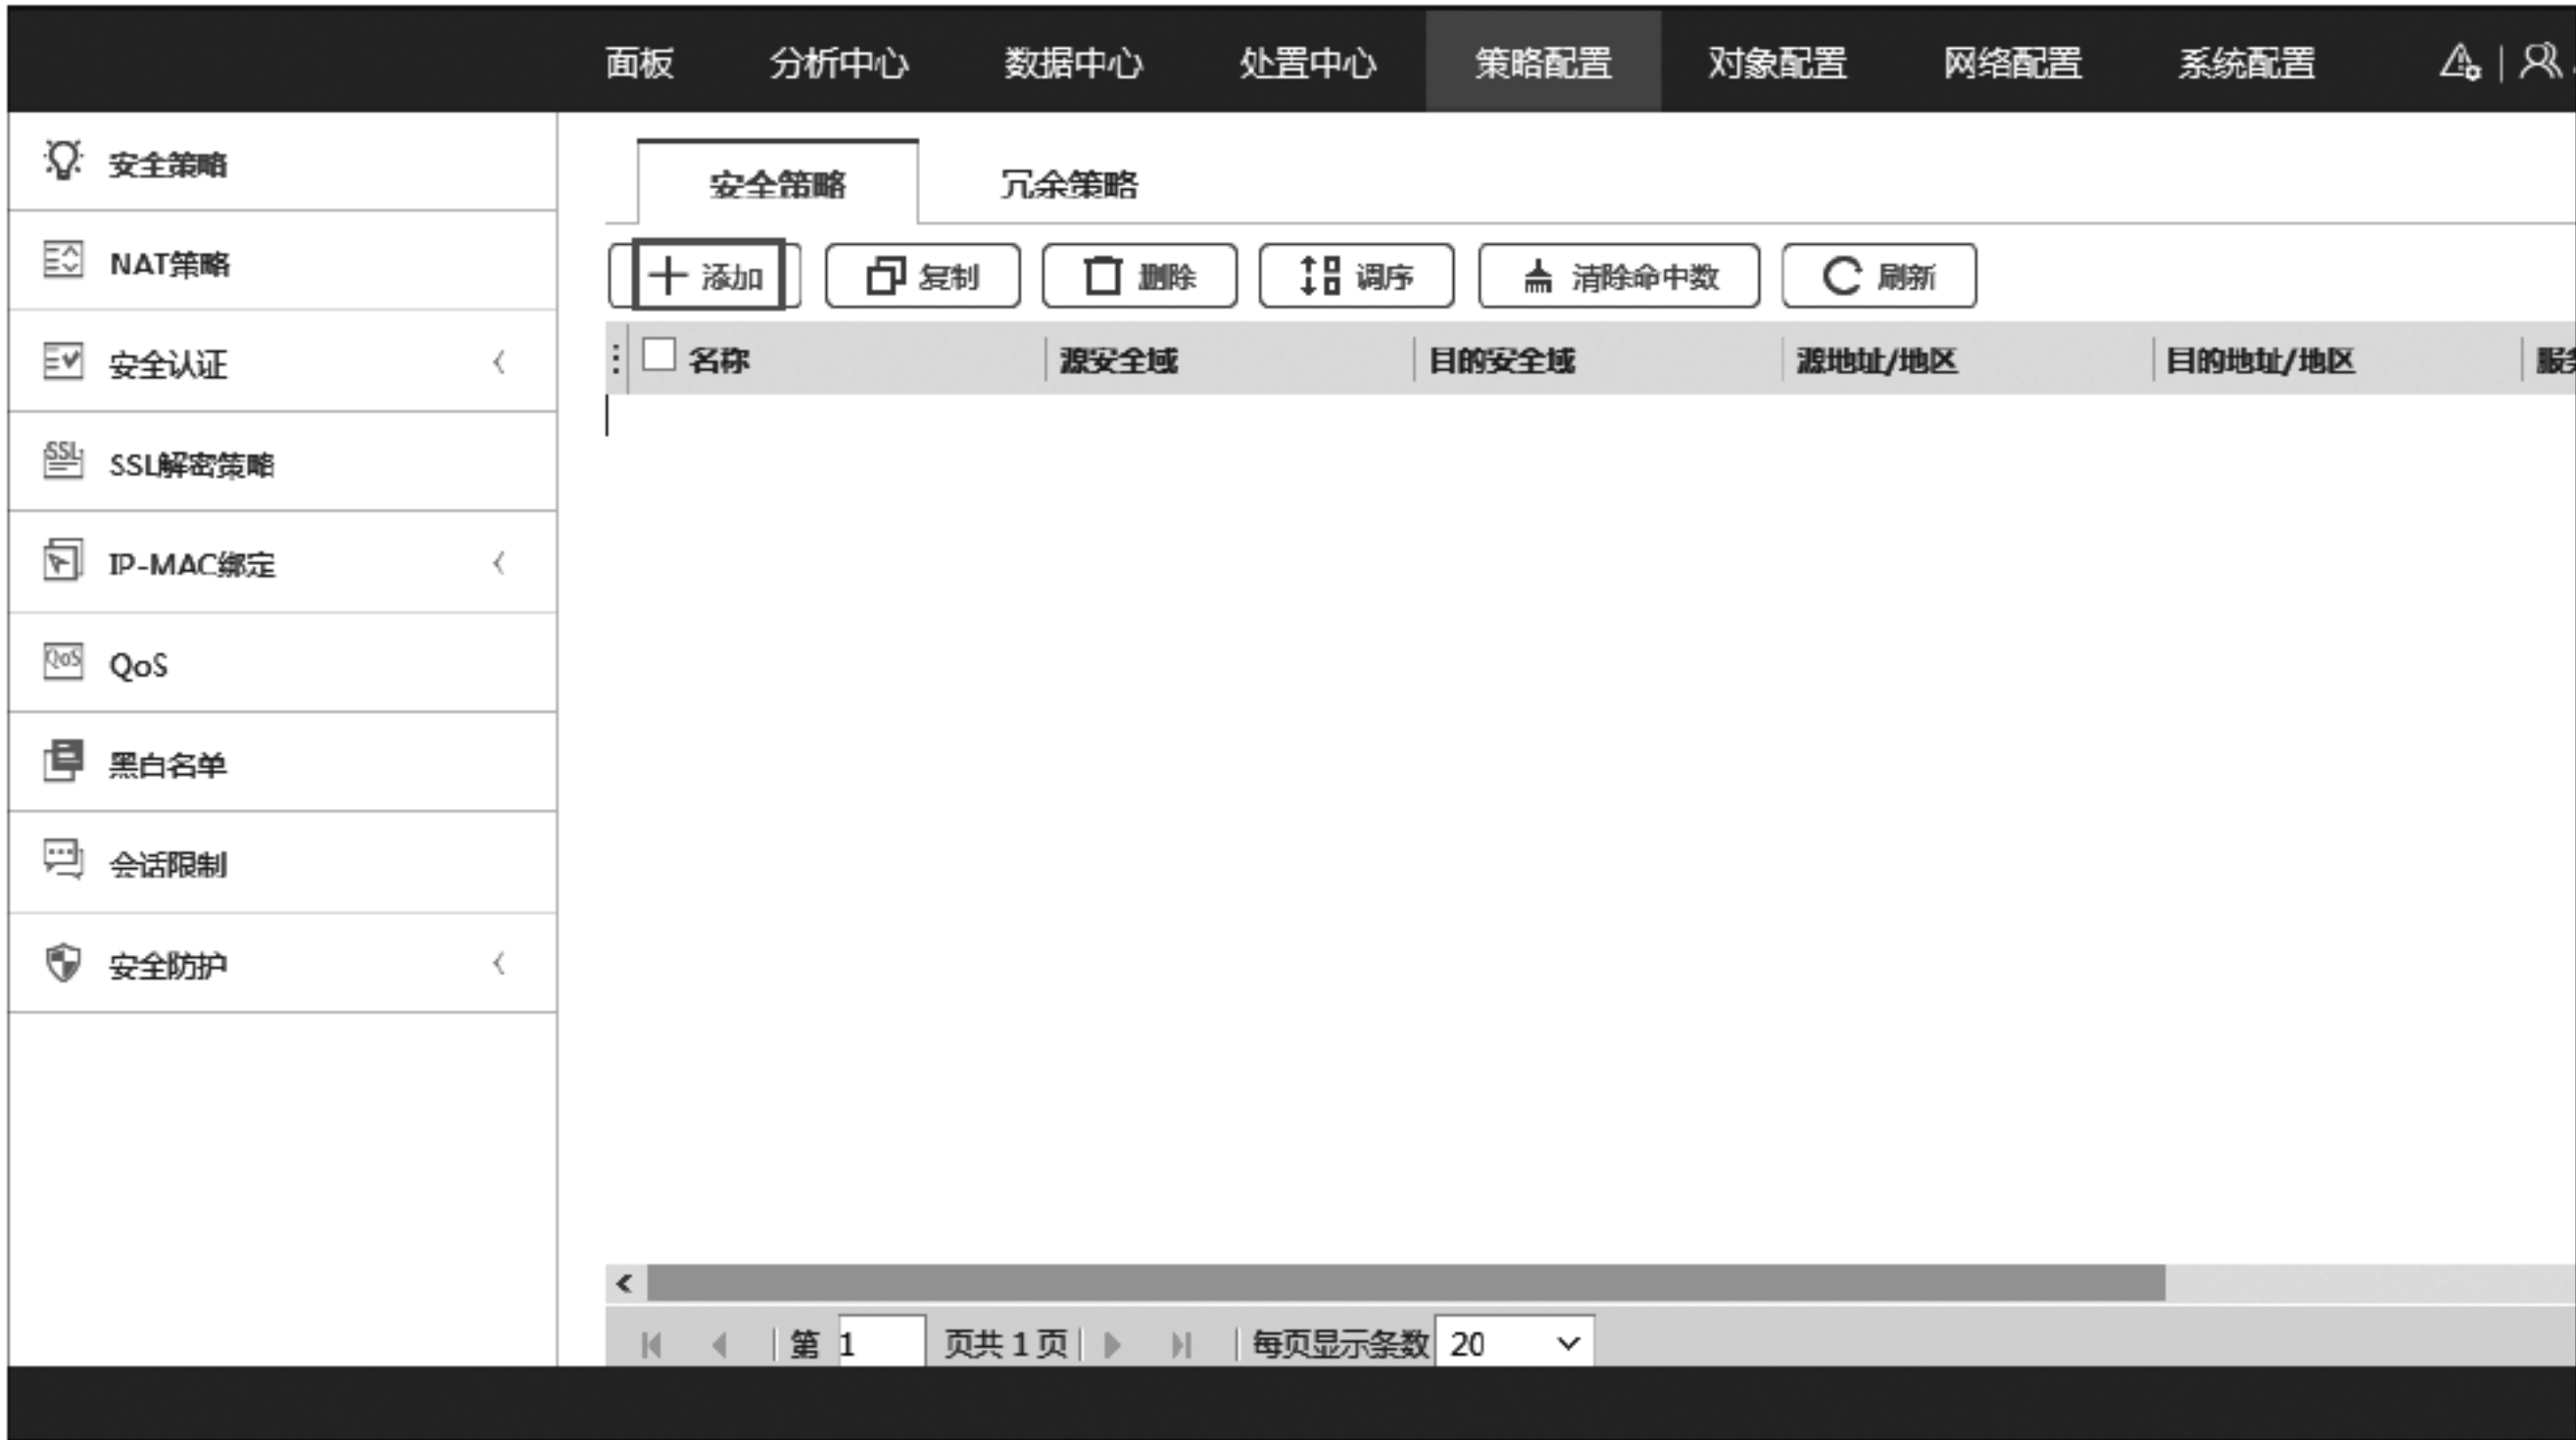 面板 分析中心 数据中心 处置中心 策略配置 对象配置 网络配置 系统配置
安全策略
NAT策略
安全认证
SSL解密策略
IP-MAC绑定
QoS
黑白名单
会话限制
安全防护
安全策略 冗余策略
添加 复制 删除 调序 清除命中数 刷新
名称 源安全域 目的安全域 源地址/地区 目的地址/地区
第 1 页共 1 页 每页显示条数 20